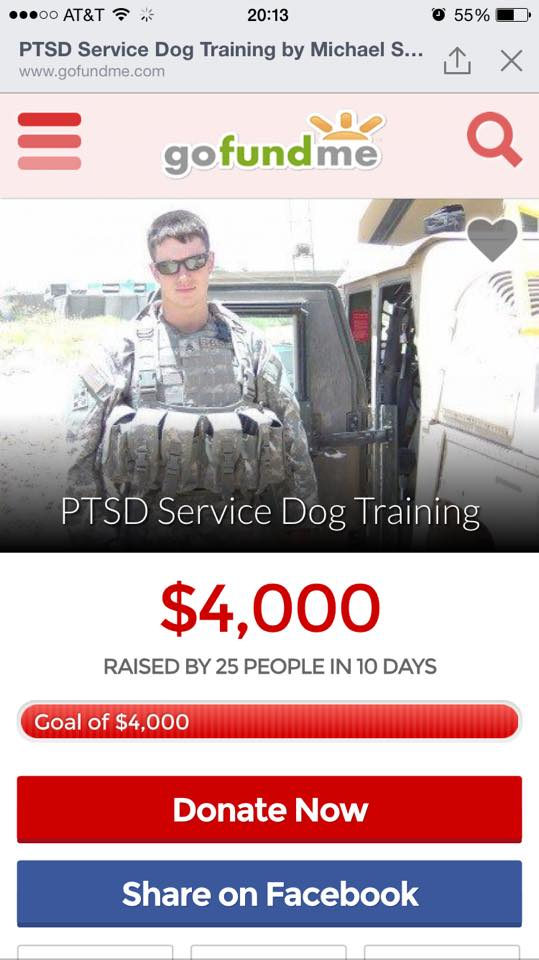 AT&T 20:13 55%
PTSD Service Dog Training by Michael S...
www.gofundme.com
gofundme
PTSD Service Dog Training
$4,000
RAISED BY 25 PEOPLE IN 10 DAYS
Goal of $4,000
Donate Now
Share on Facebook